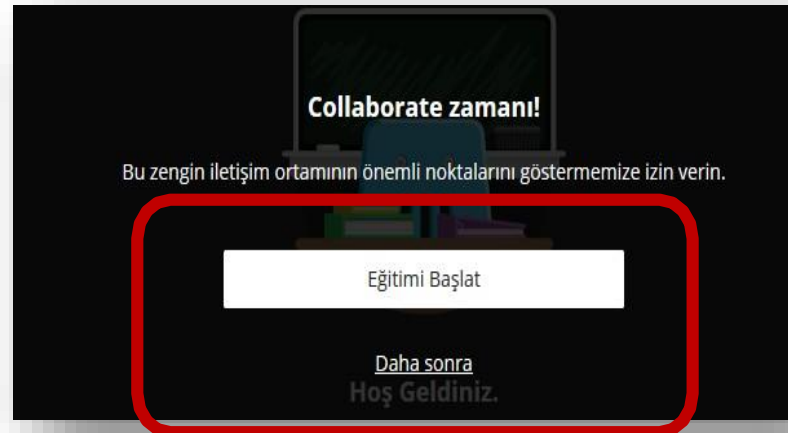 Collaborate zamanı!
Bu zengin iletişim ortamının önemli noktalarını göstermemize izin verin.
Eğitimi Başlat
Daha sonra
Hoş Geldiniz.